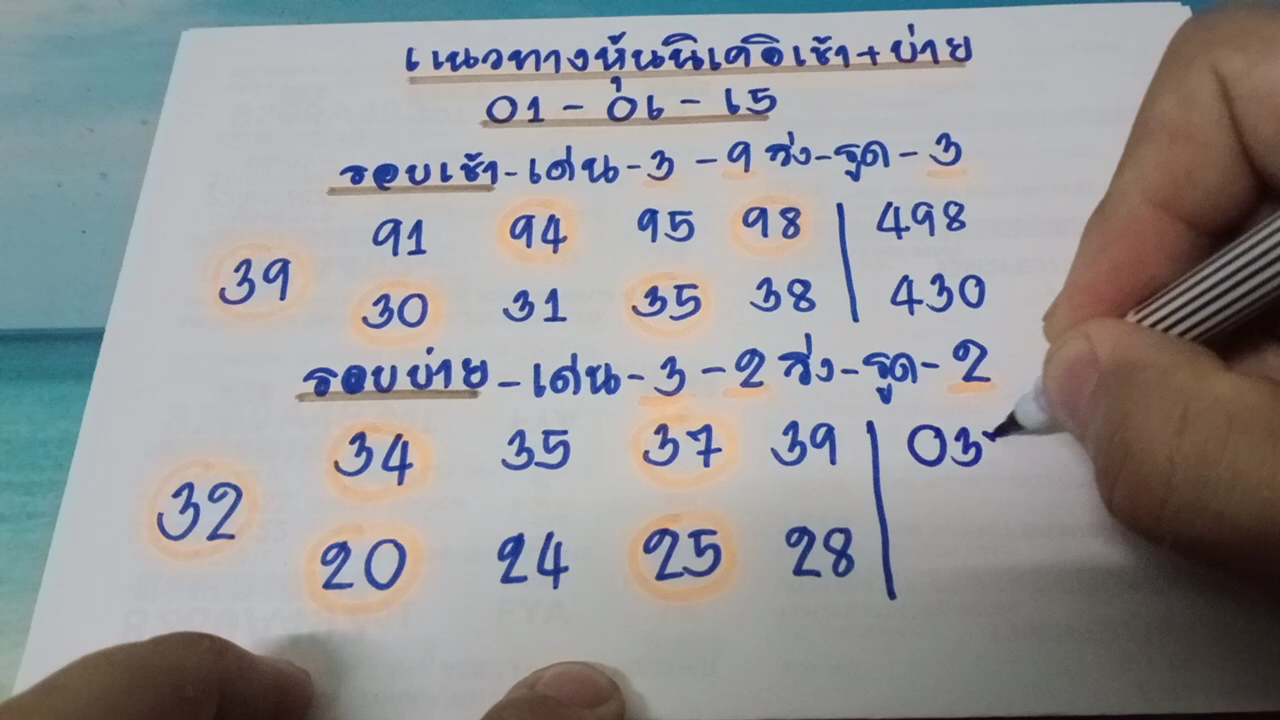 แนวทางหุ้นนิเคอิเช้า+บ่าย
01-06-65
รอบเช้า-เด่น-3-9 วิ่ง-รูด-3
91 94 95 98 498
39
30 31 35 38 430
รอบบ่าย-เด่น-3-2 วิ่ง-รูด-2
34 35 37 39 03
32
20 24 25 28